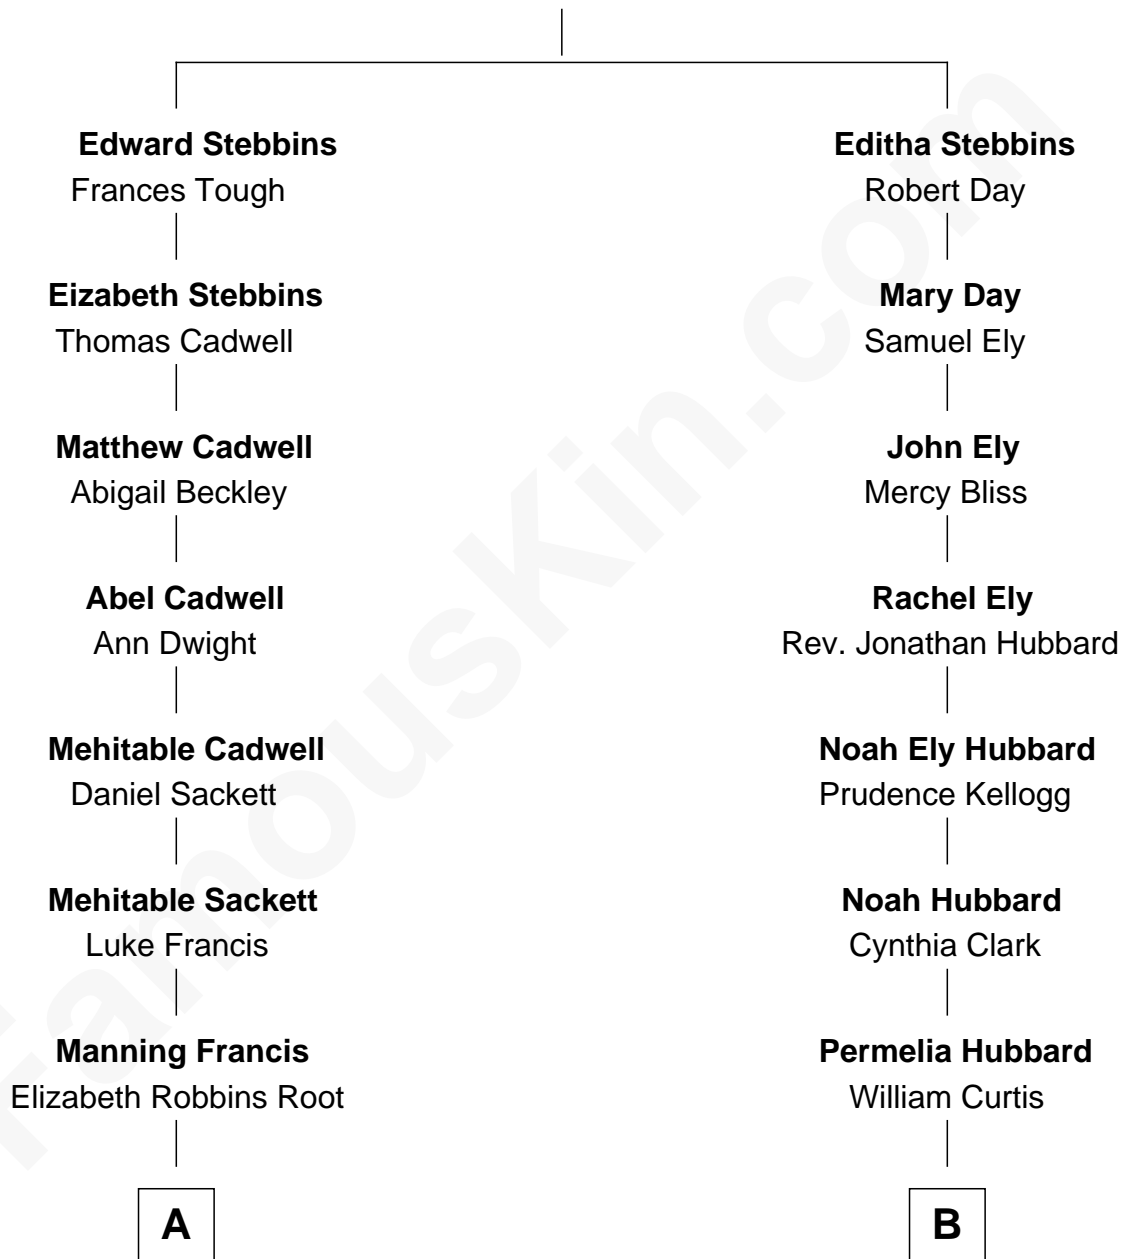 Edward Stebbins
Frances Tough
Eizabeth Stebbins
Thomas Cadwell
Matthew Cadwell
Abigail Beckley
Abel Cadwell
Ann Dwight
Mehitable Cadwell
Daniel Sackett
Mehitable Sackett
Luke Francis
Manning Francis
Elizabeth Robbins Root
A
Editha Stebbins
Robert Day
Mary Day
Samuel Ely
John Ely
Mercy Bliss
Rachel Ely
Rev. Jonathan Hubbard
Noah Ely Hubbard
Prudence Kellogg
Noah Hubbard
Cynthia Clark
Permelia Hubbard
William Curtis
B
FamousKin.com